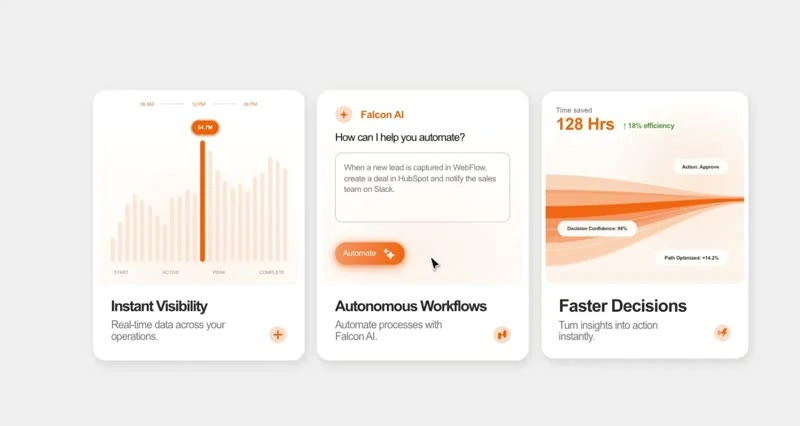 06 AM
12 PM
06 PM
$4.7M
START
ACTIVE
PEAK
COMPLETE
Instant Visibility
Real-time data across your
operations.
Falcon AI
How can I help you automate?
When a new lead is captured in WebFlow,
create a deal in HubSpot and notify the sales
team on Slack.
Automate
Autonomous Workflows
Automate processes with
Falcon AI.
Time saved
128 Hrs
↑ 18% efficiency
Action: Approve
Decision Confidence: 98%
Path Optimized: +14.2%
Faster Decisions
Turn insights into action
instantly.